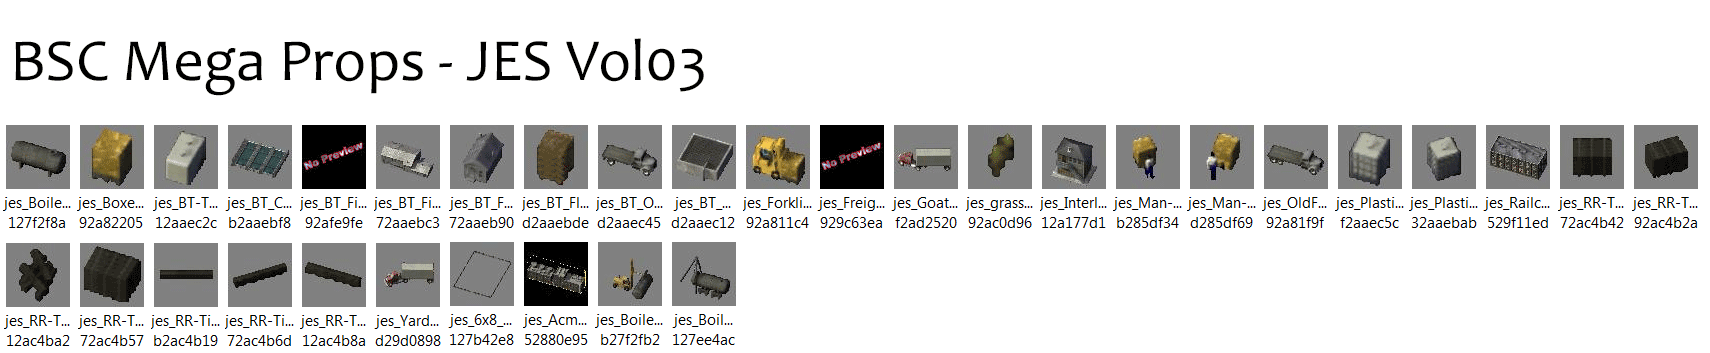 BSC Mega Props - JES Vol03
No Preview
No Preview
jes_Boile... jes_Boxe... jes_BT-T... jes_BT_C... jes_BT_Fi... jes_BT_Fi... jes_BT_F... jes_BT_Fl... jes_BT_O... jes_BT_... jes_Forkli... jes_Freig... jes_Goat... jes_grass... jes_Interl... jes_Man-... jes_Man-... jes_OldF... jes_Plasti... jes_Plasti... jes_Railc... jes_RR-T... jes_RR-T...
127f2f8a 92a82205 12aaec2c b2aaebf8 92afe9fe 72aaebc3 72aaeb90 d2aaebde d2aaec45 d2aaec12 92a811c4 929c63ea f2ad2520 92ac0d96 12a177d1 b285df34 d285df69 92a81f9f f2aaec5c 32aaebab 529f11ed 72ac4b42 92ac4b2a
jes_RR-T... jes_RR-T... jes_RR-Ti... jes_RR-Ti... jes_RR-T... jes_Yard... jes_6x8_... jes_Acm... jes_Boile... jes_Boil...
12ac4ba2 72ac4b57 b2ac4b19 72ac4b6d 12ac4b8a d29d0898 127b42e8 52880e95 b27f2fb2 127ee4ac